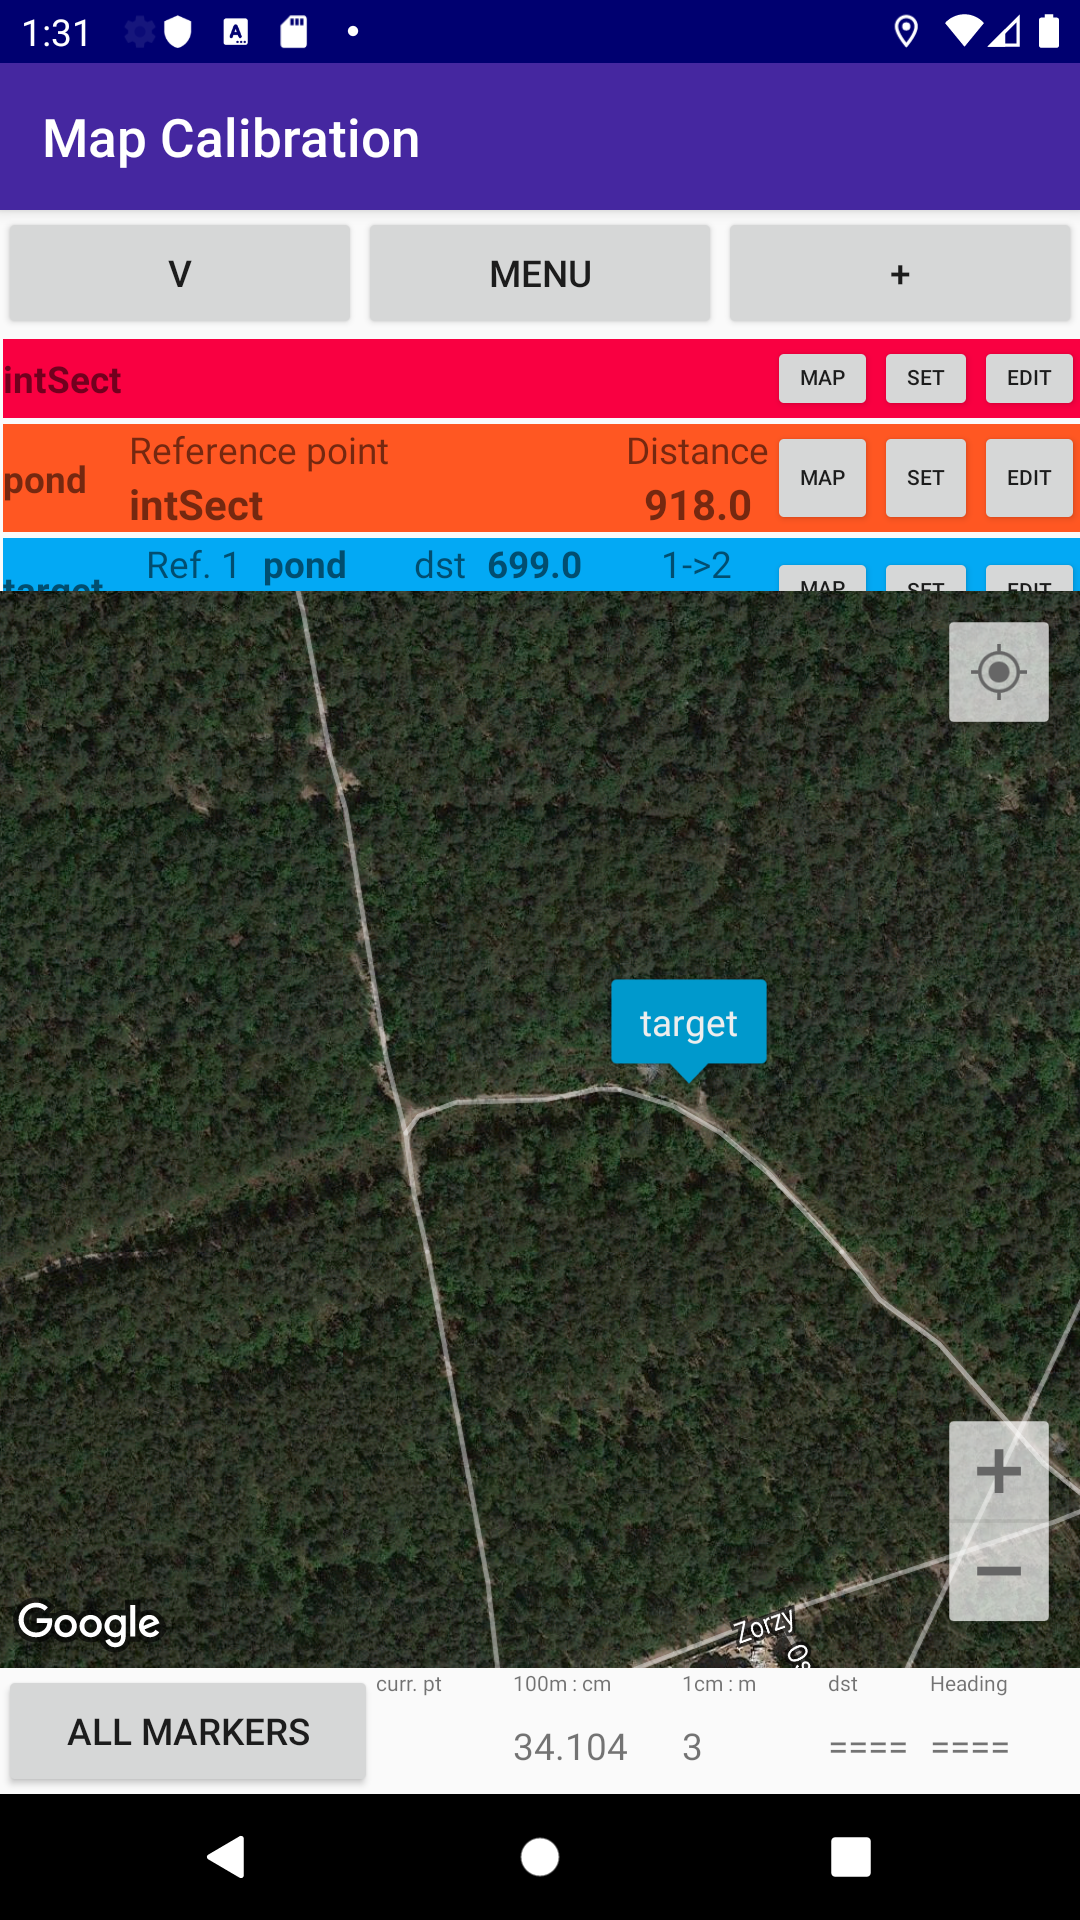 1:31
Map Calibration
V MENU +
intSect MAP SET EDIT
Reference point Distance
pond MAP SET EDIT
intSect 918.0
Ref. 1 pond dst 699.0 1->2
target MAP SET EDIT
target
Zorzy
Google
curr. pt 100m : cm 1cm : m dst Heading
ALL MARKERS 34.104 3 ==== ====